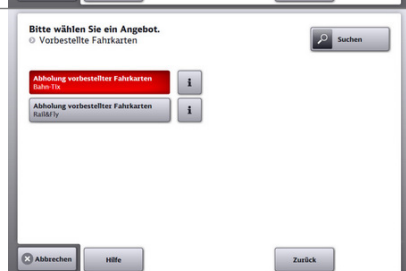 Bitte wählen Sie ein Angebot.
Vorbestellte Fahrkarten
Suchen
Abholung vorbestellter Fahrkarten
Bahn-Tix
i
Abholung vorbestellter Fahrkarten
Rail&Fly
i
Abbrechen
Hilfe
Zurück